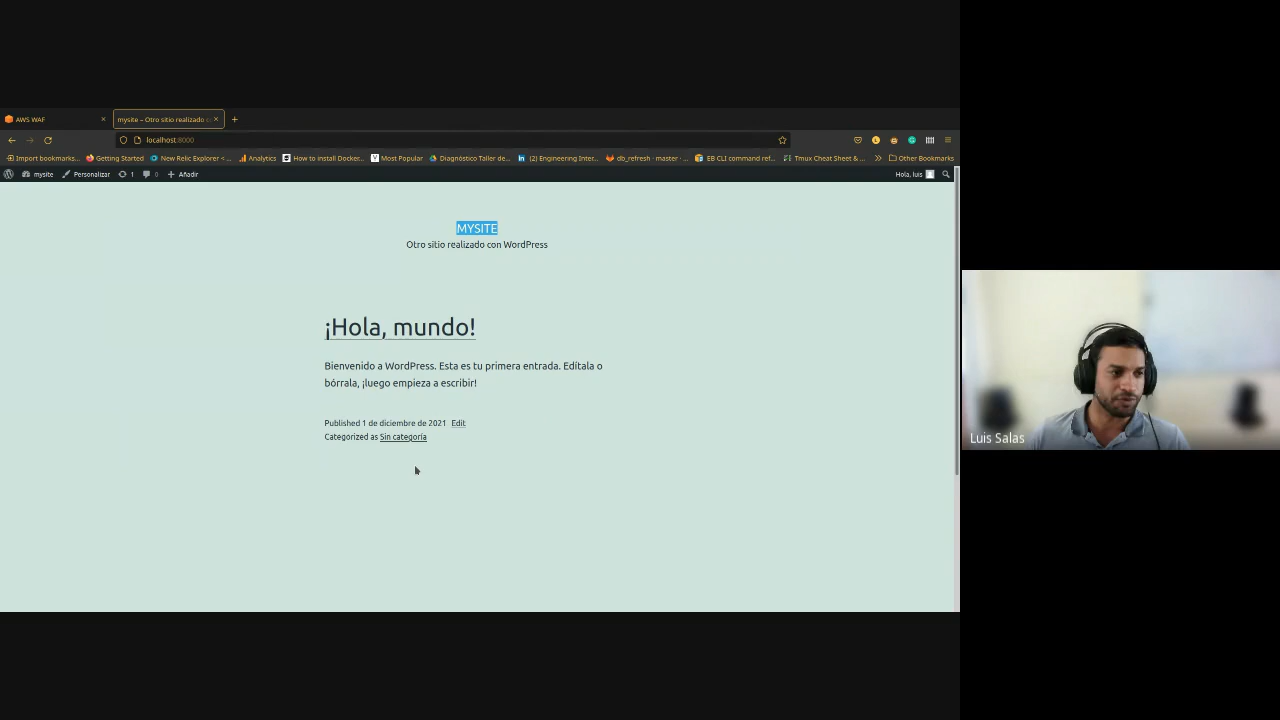 AWS WAF
mysite – Otro sitio realizado c
localhost:8000
Import bookmarks... Getting Started New Relic Explorer < ... Analytics How to install Docker... Most Popular Diagnóstico Taller de... (2) Engineering Inter... db_refresh · master · ... EB CLI command ref... Tmux Cheat Sheet & ... Other Bookmarks
mysite Personalizar 1 0 Añadir Hola, luis
MYSITE
Otro sitio realizado con WordPress
¡Hola, mundo!
Bienvenido a WordPress. Esta es tu primera entrada. Edítala o
bórrala, ¡luego empieza a escribir!
Published 1 de diciembre de 2021 Edit
Categorized as Sin categoría
Luis Salas